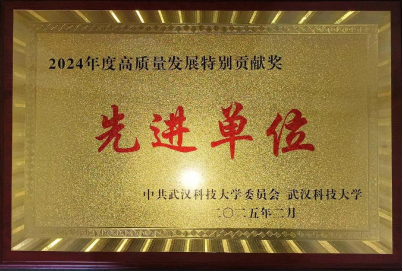 2024年度高质量发展特别贡献奖
先进单位
中共武汉科技大学委员会 武汉科技大学
二〇二五年二月